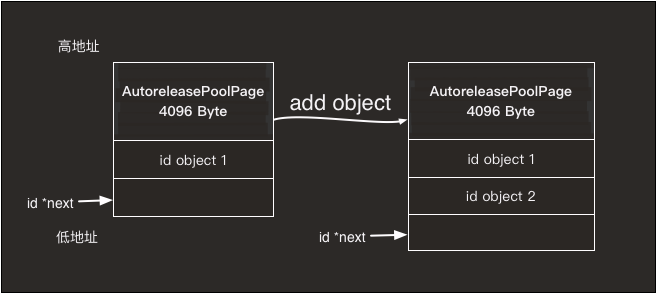 高地址
AutoreleasePoolPage
4096 Byte
id object 1
id *next
低地址
add object
AutoreleasePoolPage
4096 Byte
id object 1
id object 2
id *next